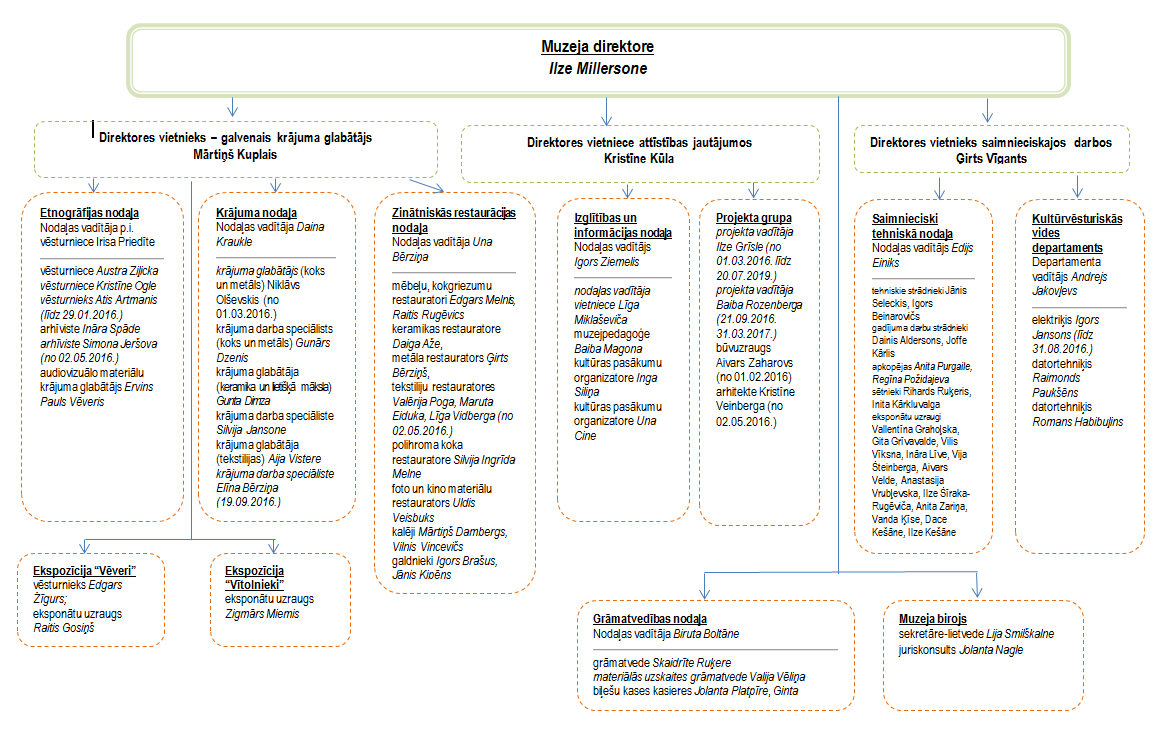 Muzeja direktore
Ilze Millersone
Direktores vietnieks – galvenais krājuma glabātājs
Mārtiņš Kuplais
Direktores vietniece attīstības jautājumos
Kristīne Kūla
Direktores vietnieks saimnieciskajos darbos
Ģirts Vīgants
Etnogrāfijas nodaļa
Nodaļas vadītāja p.i.
vēsturniece Irisa Priedīte
vēsturniece Austra Ziļicka
vēsturniece Kristīne Ogle
vēsturnieks Atis Artmanis
(līdz 29.01.2016.)
arhīviste Ināra Spāde
arhīviste Simona Jeršova
(no 02.05.2016.)
audiovizuālo materiālu
krājuma glabātājs Ervins
Pauls Vēveris
Krājuma nodaļa
Nodaļas vadītāja Daina
Kraukle
krājuma glabātājs (koks
un metāls) Niklāvs
Olševskis (no
01.03.2016.)
krājuma darba speciālists
(koks un metāls) Gunārs
Dzenis
krājuma glabātāja
(keramika un lietišķā māksla)
Gunta Dimza
krājuma darba speciāliste
Silvija Jansone
krājuma glabātāja
(tekstilijas) Aija Vistere
krājuma darba speciāliste
Elīna Bērziņa
(19.09.2016.)
Zinātniskās restaurācijas
nodaļa
Nodaļas vadītāja Una
Bērziņa
mēbeļu, kokgriezumu
restauratori Edgars Melnis,
Raitis Rugēvics
keramikas restauratore
Daiga Aže,
metāla restaurators Ģirts
Bērziņš,
tekstiliju restauratores
Valērija Poga, Maruta
Eiduka, Līga Vidberga (no
02.05.2016.)
polihroma koka
restauratore Silvija Ingrīda
Melne
foto un kino materiālu
restaurators Uldis
Veisbuks
kalēji Mārtiņš Dambergs,
Vilnis Vincevičs
galdnieki Igors Brašus,
Jānis Kipēns
Izglītības un
informācijas nodaļa
Nodaļas vadītājs
Igors Ziemelis
nodaļas vadītāja
vietniece Līga
Miklaševiča
muzejpedagoģe
Baiba Magona
kultūras pasākumu
organizatore Inga
Siliņa
kultūras pasākumu
organizatore Una
Cine
Projekta grupa
projekta vadītāja
Ilze Grīsle (no
01.03.2016. līdz
20.07.2019.)
projekta vadītāja
Baiba Rozenberga
(21.09.2016.
31.03.2017.)
būvuzraugs
Aivars Zaharovs
(no 01.02.2016)
arhitekte Kristīne
Veinberga (no
02.05.2016.)
Saimnieciski
tehniskā nodaļa
Nodaļas vadītājs Edijs
Einiks
tehniskie strādnieki Jānis
Seleckis, Igors
Beinarovičs
gadījuma darbu strādnieki
Dainis Aldersons, Joffe
Kārlis
apkopējas Anita Purgaile,
Regīna Požidajeva
sētnieki Rihards Ruķeris,
Inita Kārkluvalga
eksponātu uzraugi
Vallentīna Graholska,
Gita Grīvavalde, Vilis
Vīksna, Ināra Līve, Vija
Šteinberga, Aivars
Velde, Anastasija
Vrubļevska, Ilze Šīraka-
Rugēviča, Anita Zariņa,
Vanda Ķīse, Dace
Kešāne, Ilze Kešāne
Kultūrvēsturiskās
vides
departaments
Departamenta
vadītājs Andrejs
Jakovļevs
elektriķis Igors
Jansons (līdz
31.08.2016.)
datortehniķis
Raimonds
Paukšēns
datortehniķis
Romans Habibuļins
Ekspozīcija “Vēveri”
vēsturnieks Edgars
Žīgurs;
eksponātu uzraugs
Raitis Gosiņš
Ekspozīcija
“Vītolnieki”
eksponātu uzraugs
Zigmārs Miemis
Grāmatvedības nodaļa
Nodaļas vadītāja Biruta Boltāne
grāmatvede Skaidrīte Ruķere
materiālās uzskaites grāmatvede Valija Vēliņa
biļešu kases kasieres Jolanta Platpīre, Ginta
Muzeja birojs
sekretāre-lietvede Lija Smilškalne
juriskonsults Jolanta Nagle